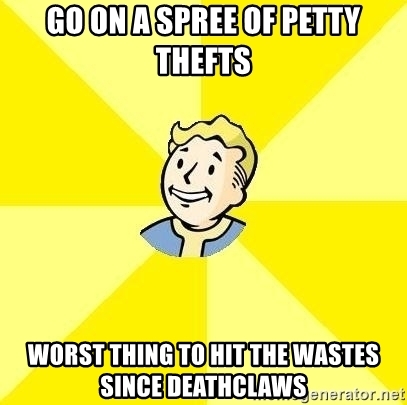 GO ON A SPREE OF PETTY
THEFTS
WORST THING TO HIT THE WASTES
SINCE DEATHCLAWS
generator.net